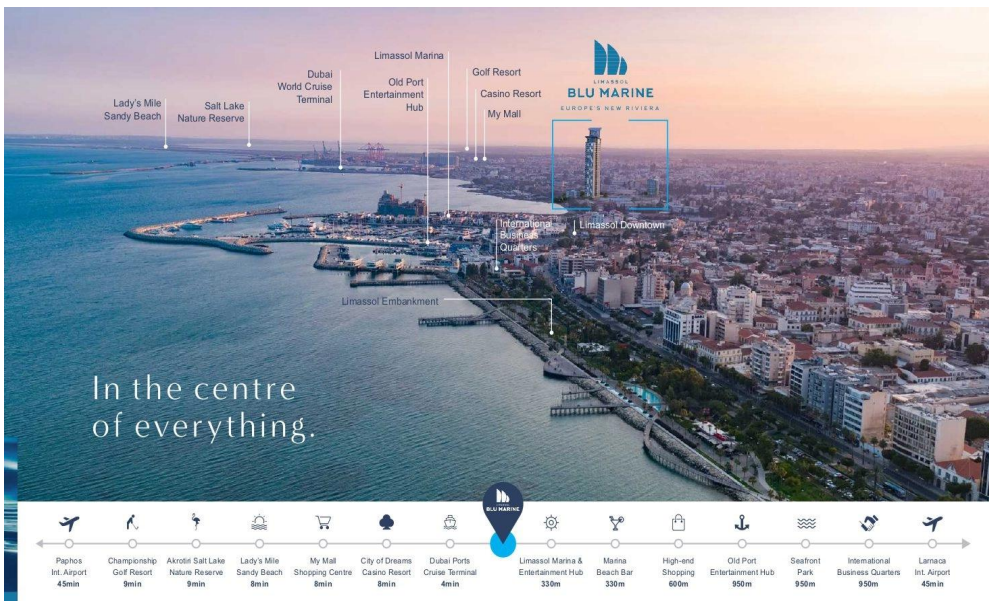 LIMASSOL
BLU MARINE
EUROPE'S NEW RIVIERA
Limassol Marina
Golf Resort
Dubai
World Cruise
Terminal
Old Port
Entertainment
Hub
Casino Resort
My Mall
Lady's Mile
Sandy Beach
Salt Lake
Nature Reserve
International
Business
Quarters
Limassol Downtown
Limassol Embankment
In the centre
of everything.
BLU MARINE
Paphos
Int. Airport
45min
Championship
Golf Resort
9min
Akrotiri Salt Lake
Nature Reserve
9min
Lady's Mile
Sandy Beach
8min
My Mall
Shopping Centre
8min
City of Dreams
Casino Resort
8min
Dubai Ports
Cruise Terminal
4min
Limassol Marina &
Entertainment Hub
330m
Marina
Beach Bar
330m
High-end
Shopping
600m
Old Port
Entertainment Hub
950m
Seafront
Park
950m
International
Business Quarters
950m
Larnaca
Int. Airport
45min